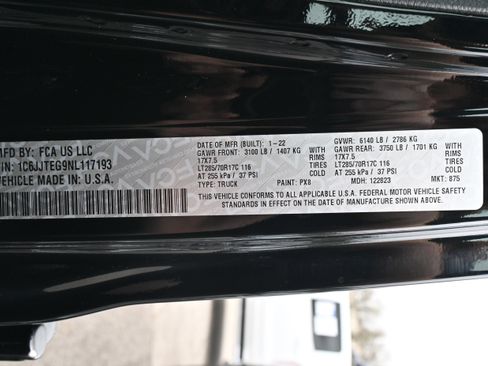 MFD BY: FCA US LLC
VIN: 1C6JJTEG9NL117193
VEHICLE MADE IN U.S.A.
DATE OF MFR (BUILT) 1-22
GAWR FRONT: 3100 LB / 1407 KG
17X7.5 RIMS
LT285/70R17C 116 TIRES
AT 255 kPa / 37 PSI COLD
TYPE: TRUCK PAINT: PX8
GVWR: 6140 LB / 2786 KG
GAWR REAR: 3750 LB / 1701 KG
17X7.5 RIMS
LT285/70R17C 116 TIRES
AT 255 kPa / 37 PSI COLD
MDH: 122823 MKT: 875
THIS VEHICLE CONFORMS TO ALL APPLICABLE U.S.A. FEDERAL MOTOR VEHICLE SAFETY
STANDARDS IN EFFECT ON THE DATE OF MANUFACTURE SHOWN ABOVE.